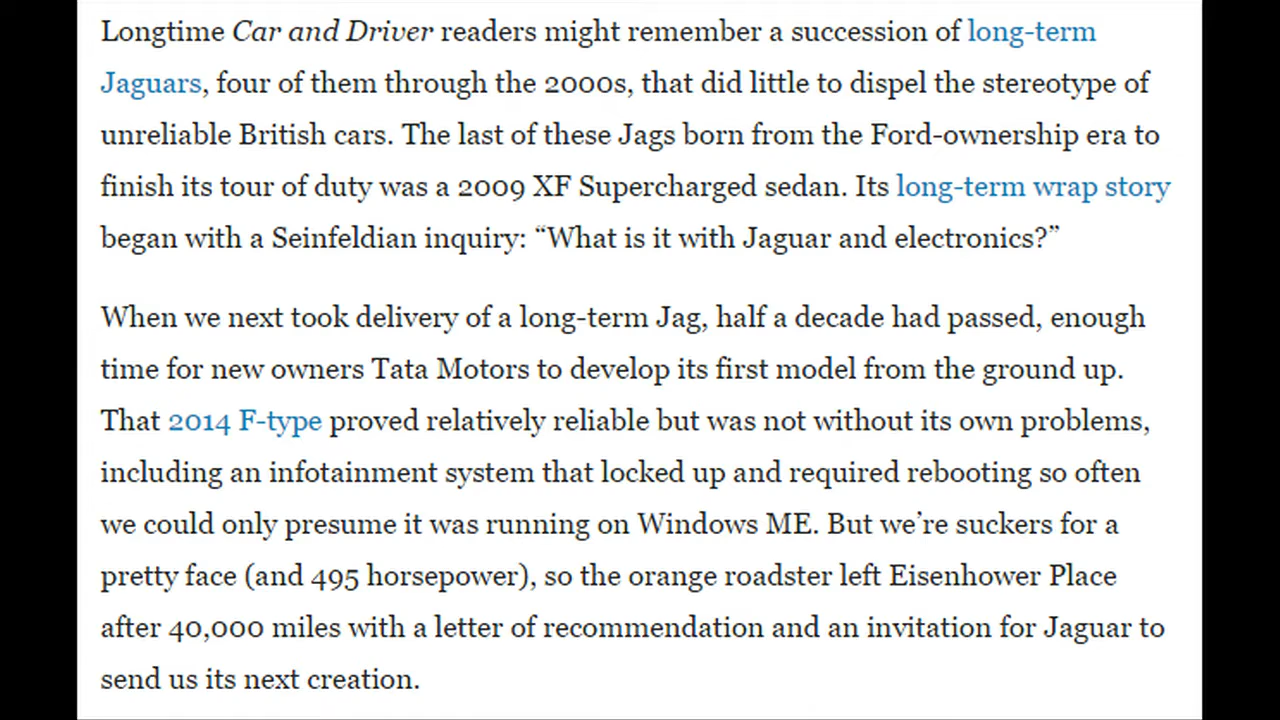 Longtime Car and Driver readers might remember a succession of long-term
Jaguars, four of them through the 2000s, that did little to dispel the stereotype of
unreliable British cars. The last of these Jags born from the Ford-ownership era to
finish its tour of duty was a 2009 XF Supercharged sedan. Its long-term wrap story
began with a Seinfeldian inquiry: “What is it with Jaguar and electronics?”
When we next took delivery of a long-term Jag, half a decade had passed, enough
time for new owners Tata Motors to develop its first model from the ground up.
That 2014 F-type proved relatively reliable but was not without its own problems,
including an infotainment system that locked up and required rebooting so often
we could only presume it was running on Windows ME. But we’re suckers for a
pretty face (and 495 horsepower), so the orange roadster left Eisenhower Place
after 40,000 miles with a letter of recommendation and an invitation for Jaguar to
send us its next creation.